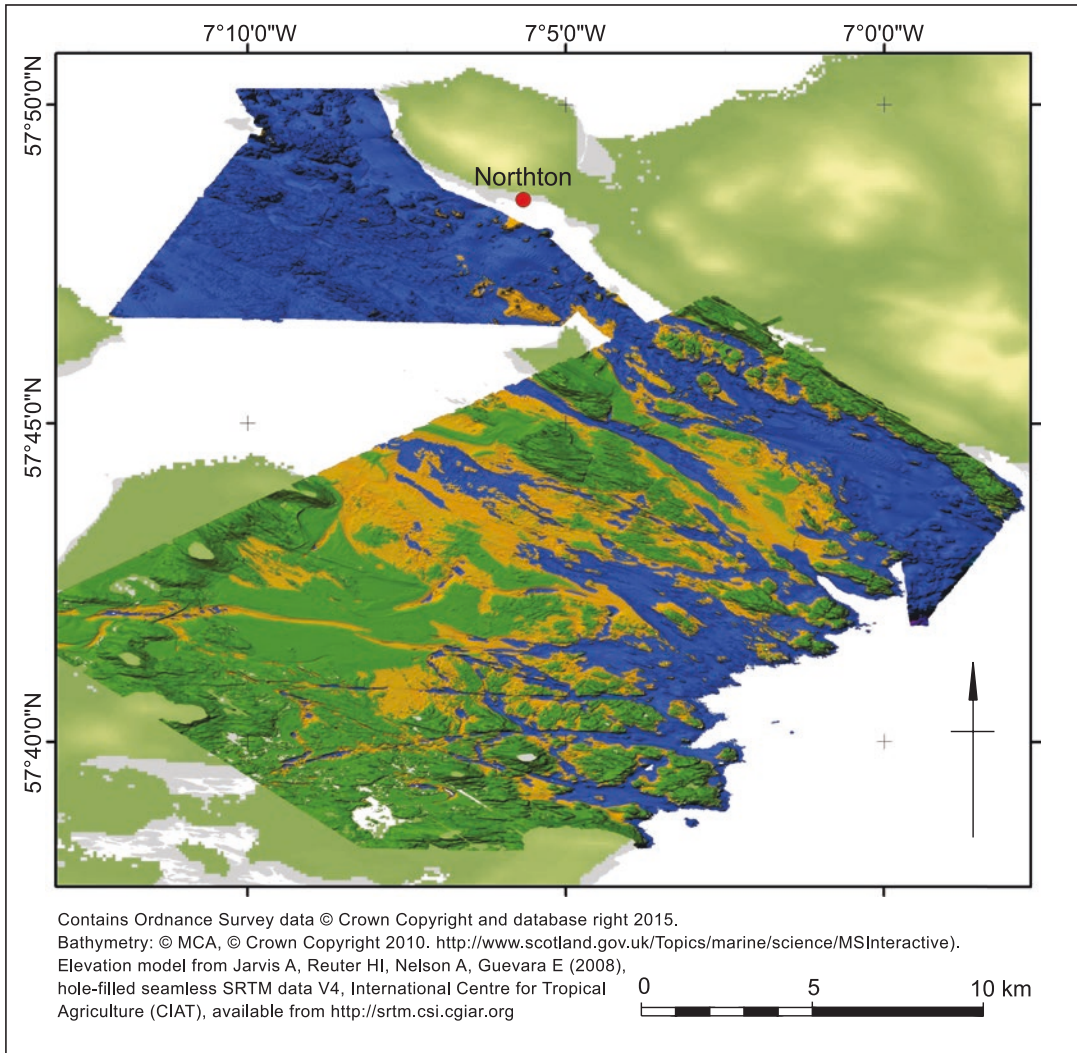 7°10'0"W 7°5'0"W 7°0'0"W
57°50'0"N
Northton
57°45'0"N
57°40'0"N
Contains Ordnance Survey data © Crown Copyright and database right 2015.
Bathymetry: © MCA, © Crown Copyright 2010. http://www.scotland.gov.uk/Topics/marine/science/MSInteractive).
Elevation model from Jarvis A, Reuter HI, Nelson A, Guevara E (2008),
hole-filled seamless SRTM data V4, International Centre for Tropical
Agriculture (CIAT), available from http://srtm.csi.cgiar.org
0 5 10 km